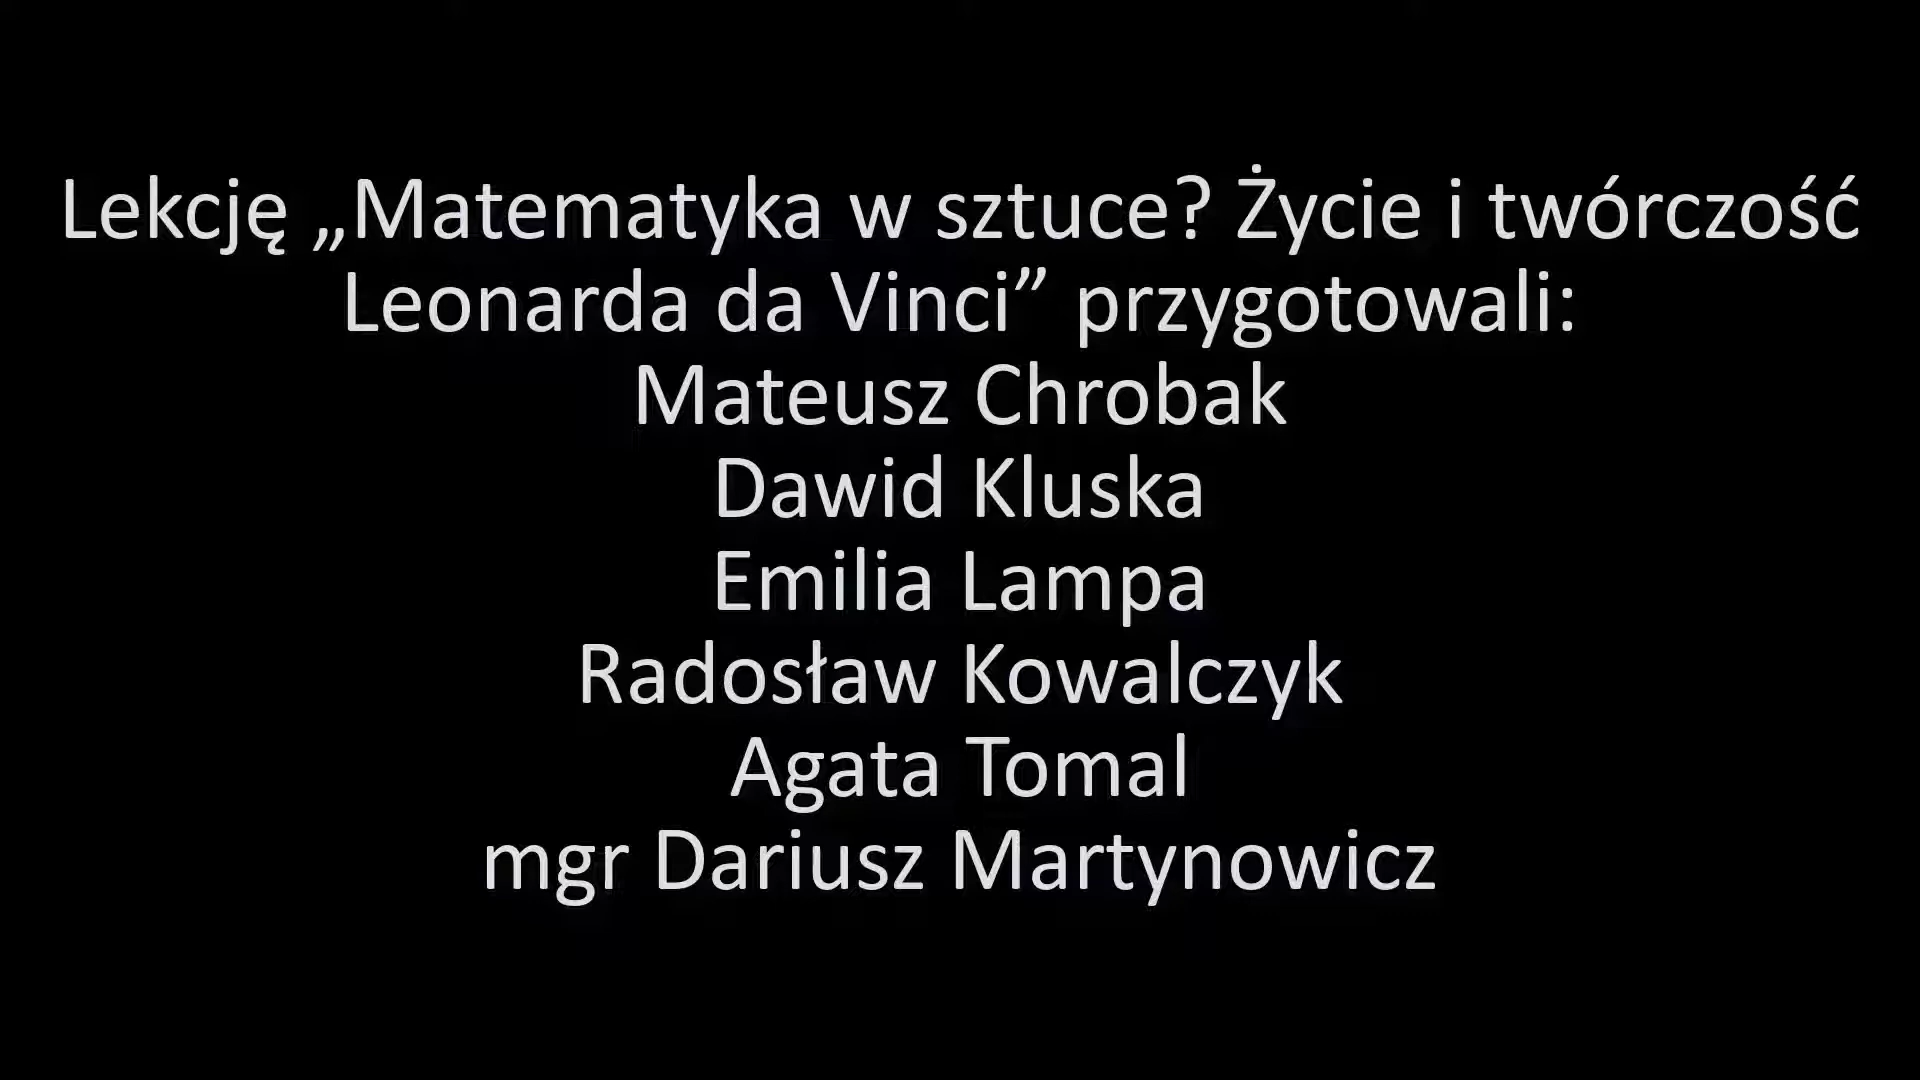 Lekcję „Matematyka w sztuce? Życie i twórczość
Leonarda da Vinci” przygotowali:
Mateusz Chrobak
Dawid Kluska
Emilia Lampa
Radosław Kowalczyk
Agata Tomal
mgr Dariusz Martynowicz